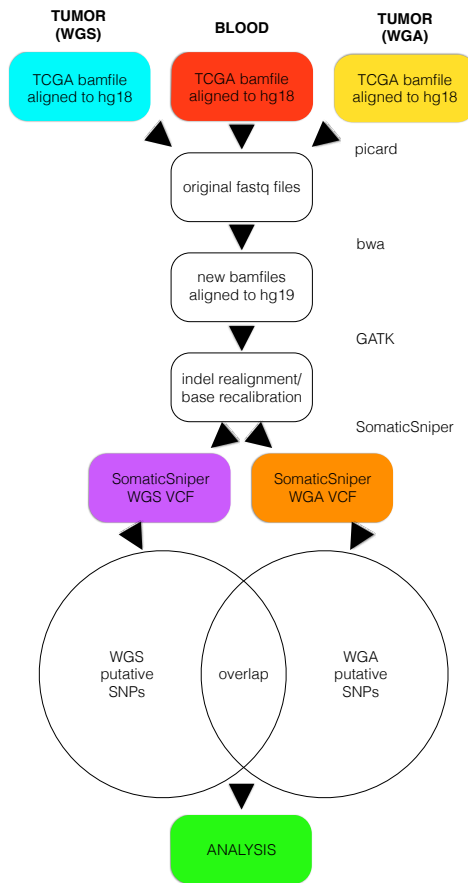 TUMOR
(WGS)
BLOOD
TUMOR
(WGA)
TCGA bamfile
aligned to hg18
TCGA bamfile
aligned to hg18
TCGA bamfile
aligned to hg18
picard
original fastq files
bwa
new bamfiles
aligned to hg19
GATK
indel realignment/
base recalibration
SomaticSniper
SomaticSniper
WGS VCF
SomaticSniper
WGA VCF
WGS
putative
SNPs
overlap
WGA
putative
SNPs
ANALYSIS